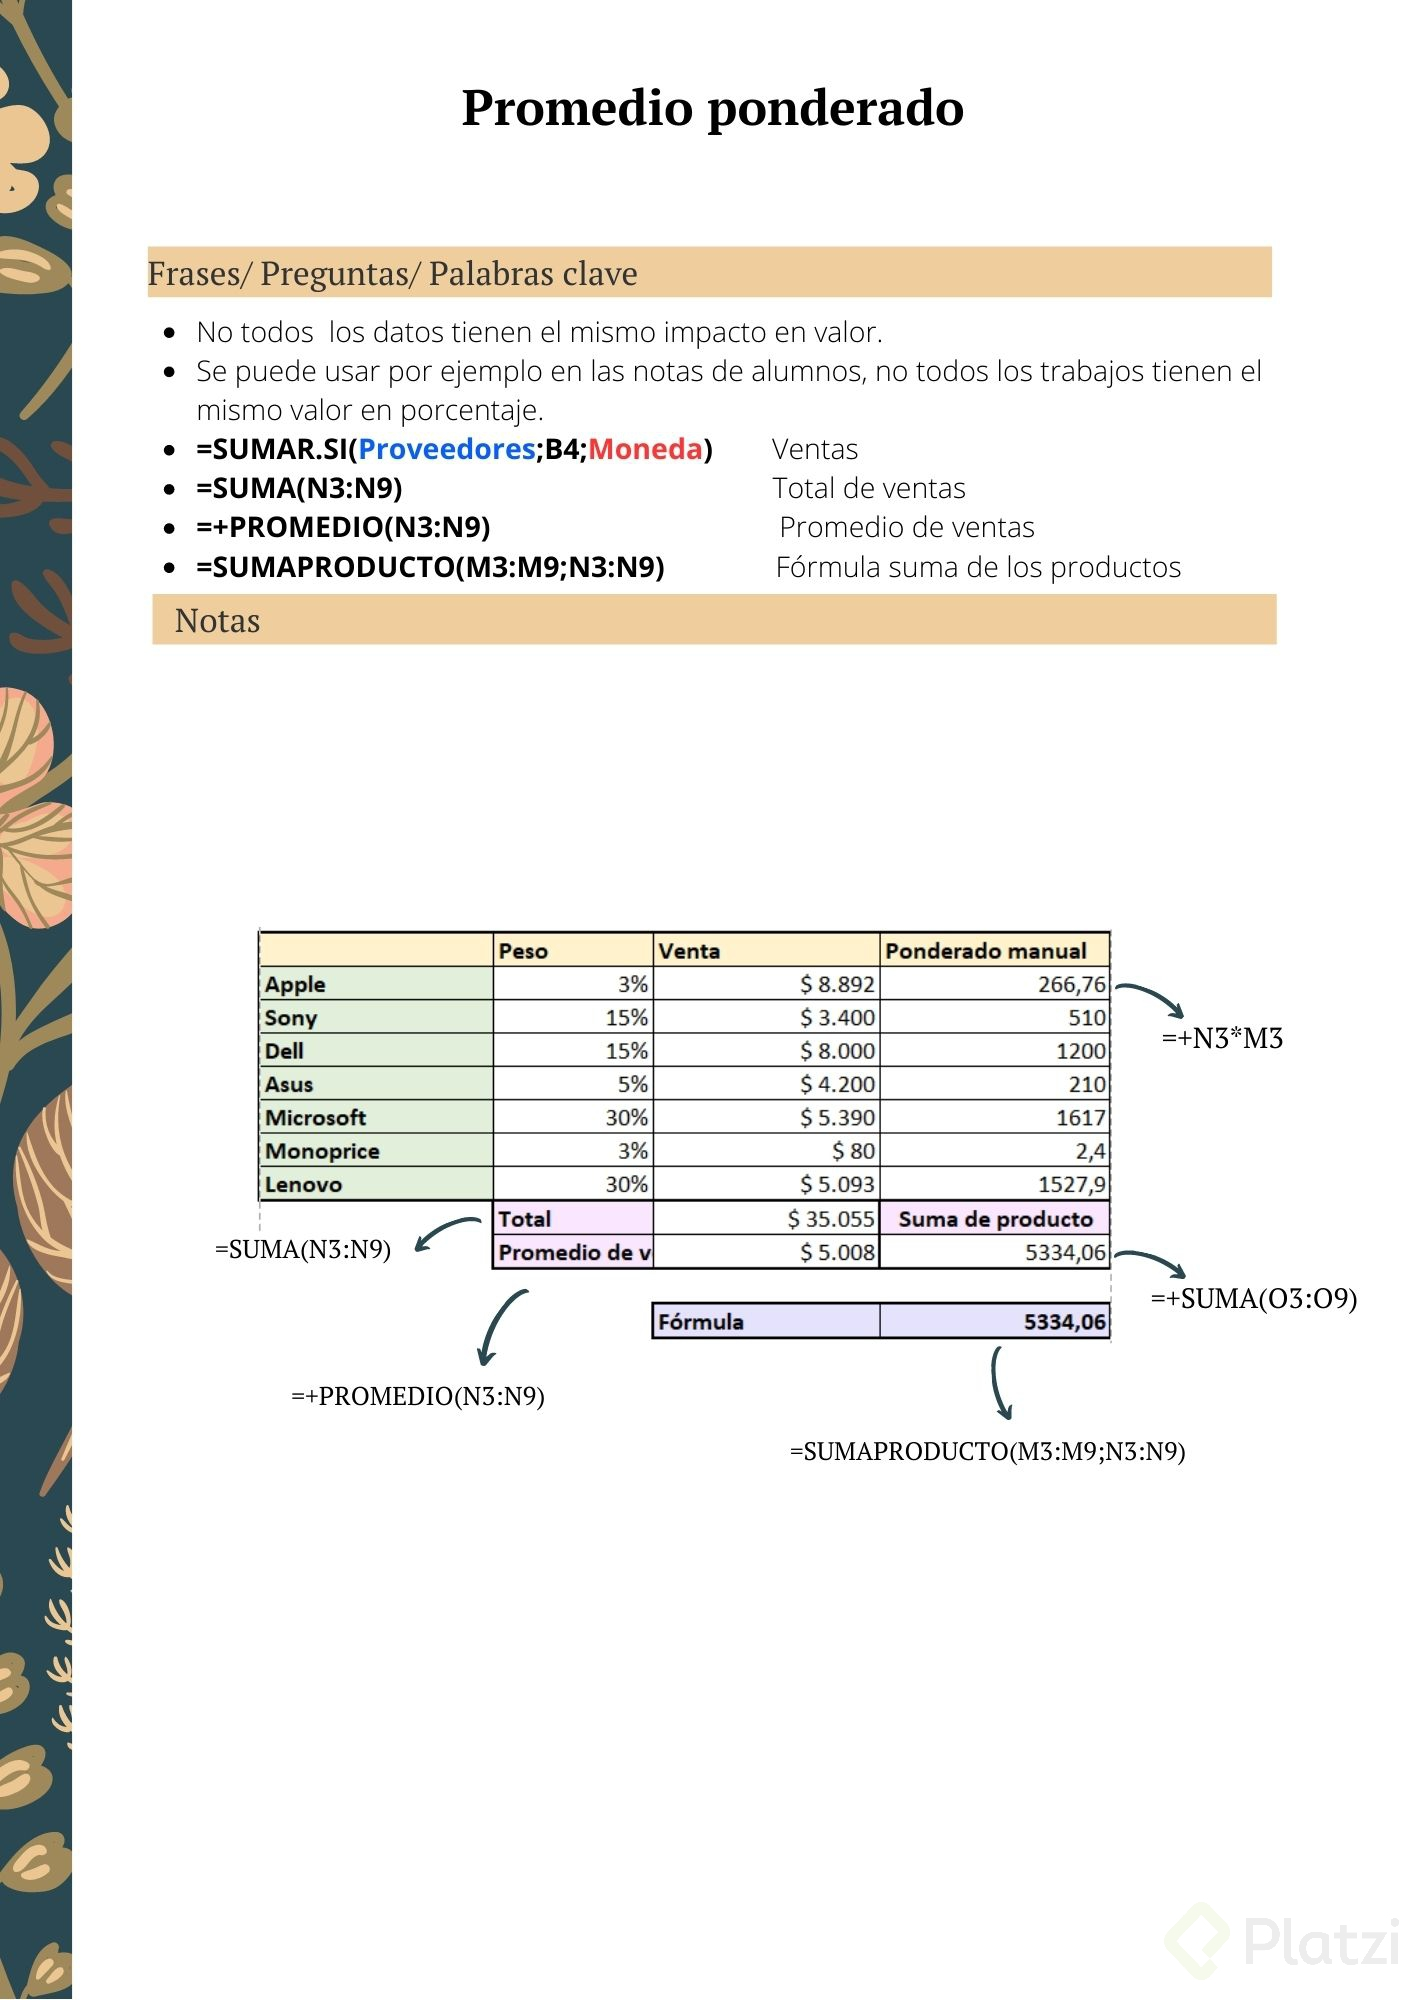 Promedio ponderado
Frases/ Preguntas/ Palabras clave
No todos los datos tienen el mismo impacto en valor.
Se puede usar por ejemplo en las notas de alumnos, no todos los trabajos tienen el
mismo valor en porcentaje.
=SUMAR.SI(Proveedores;B4;Moneda) Ventas
=SUMA(N3:N9) Total de ventas
=+PROMEDIO(N3:N9) Promedio de ventas
=SUMAPRODUCTO(M3:M9;N3:N9) Fórmula suma de los productos
Notas
Peso Venta Ponderado manual
Apple 3% $ 8.892 266,76
Sony 15% $ 3.400 510
=+N3*M3
Dell 15% $ 8.000 1200
Asus 5% $ 4.200 210
Microsoft 30% $ 5.390 1617
Monoprice 3% $ 80 2,4
Lenovo 30% $ 5.093 1527,9
Total $ 35.055 Suma de producto
=SUMA(N3:N9)
Promedio de v $ 5.008 5334,06
=+SUMA(O3:O9)
Fórmula 5334,06
=+PROMEDIO(N3:N9)
=SUMAPRODUCTO(M3:M9;N3:N9)
Platzi